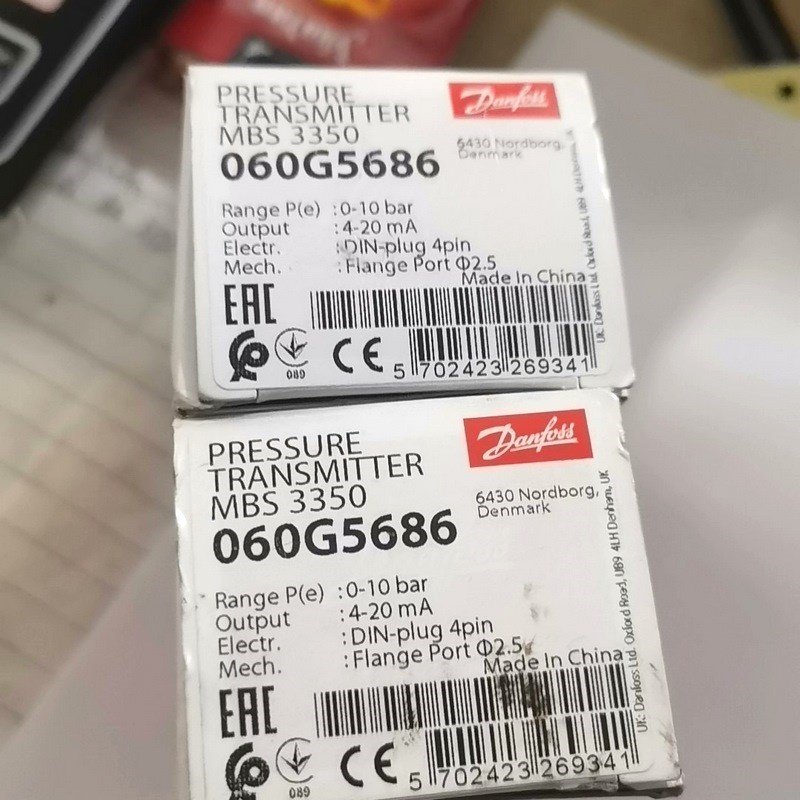 PRESSURE
TRANSMITTER
MBS 3350
060G5686
Danfoss
6430 Nordborg,
Denmark
Range P(e) :0-10 bar
Output :4-20 mA
Electr. :DIN-plug 4pin
Mech. :Flange Port Φ2.5
Made In China
UK: Danfoss Ltd. Oxford Road, UB9 4LH Denham, UK
EAC
089
CE
5 702423 269341
PRESSURE
TRANSMITTER
MBS 3350
060G5686
Danfoss
6430 Nordborg,
Denmark
Range P(e) :0-10 bar
Output :4-20 mA
Electr. :DIN-plug 4pin
Mech. :Flange Port Φ2.5
Made In China
UK: Danfoss Ltd. Oxford Road, UB9 4LH Denham, UK
EAC
089
CE
5 702423 269341